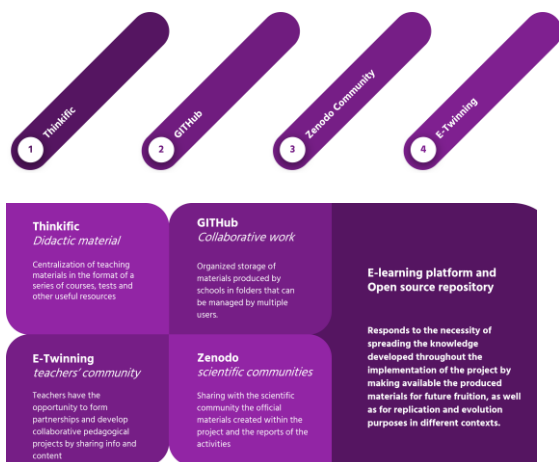 1
Thinkific
2
GITHub
3
Zenodo Community
4
E-Twinning
Thinkific
Didactic material
Centralization of teaching
materials in the format of a
series of courses, tests and
other useful resources
GITHub
Collaborative work
Organized storage of
materials produced by
schools in folders that can
be managed by multiple
users.
E-Twinning
teachers' community
Teachers have the
opportunity to form
partnerships and develop
collaborative pedagogical
projects by sharing info and
content
Zenodo
scientific communities
Sharing with the scientific
community the official
materials created within the
project and the reports of the
activities
E-learning platform and
Open source repository
Responds to the necessity of
spreading the knowledge
developed throughout the
implementation of the project by
making available the produced
materials for future fruition, as well
as for replication and evolution
purposes in different contexts.